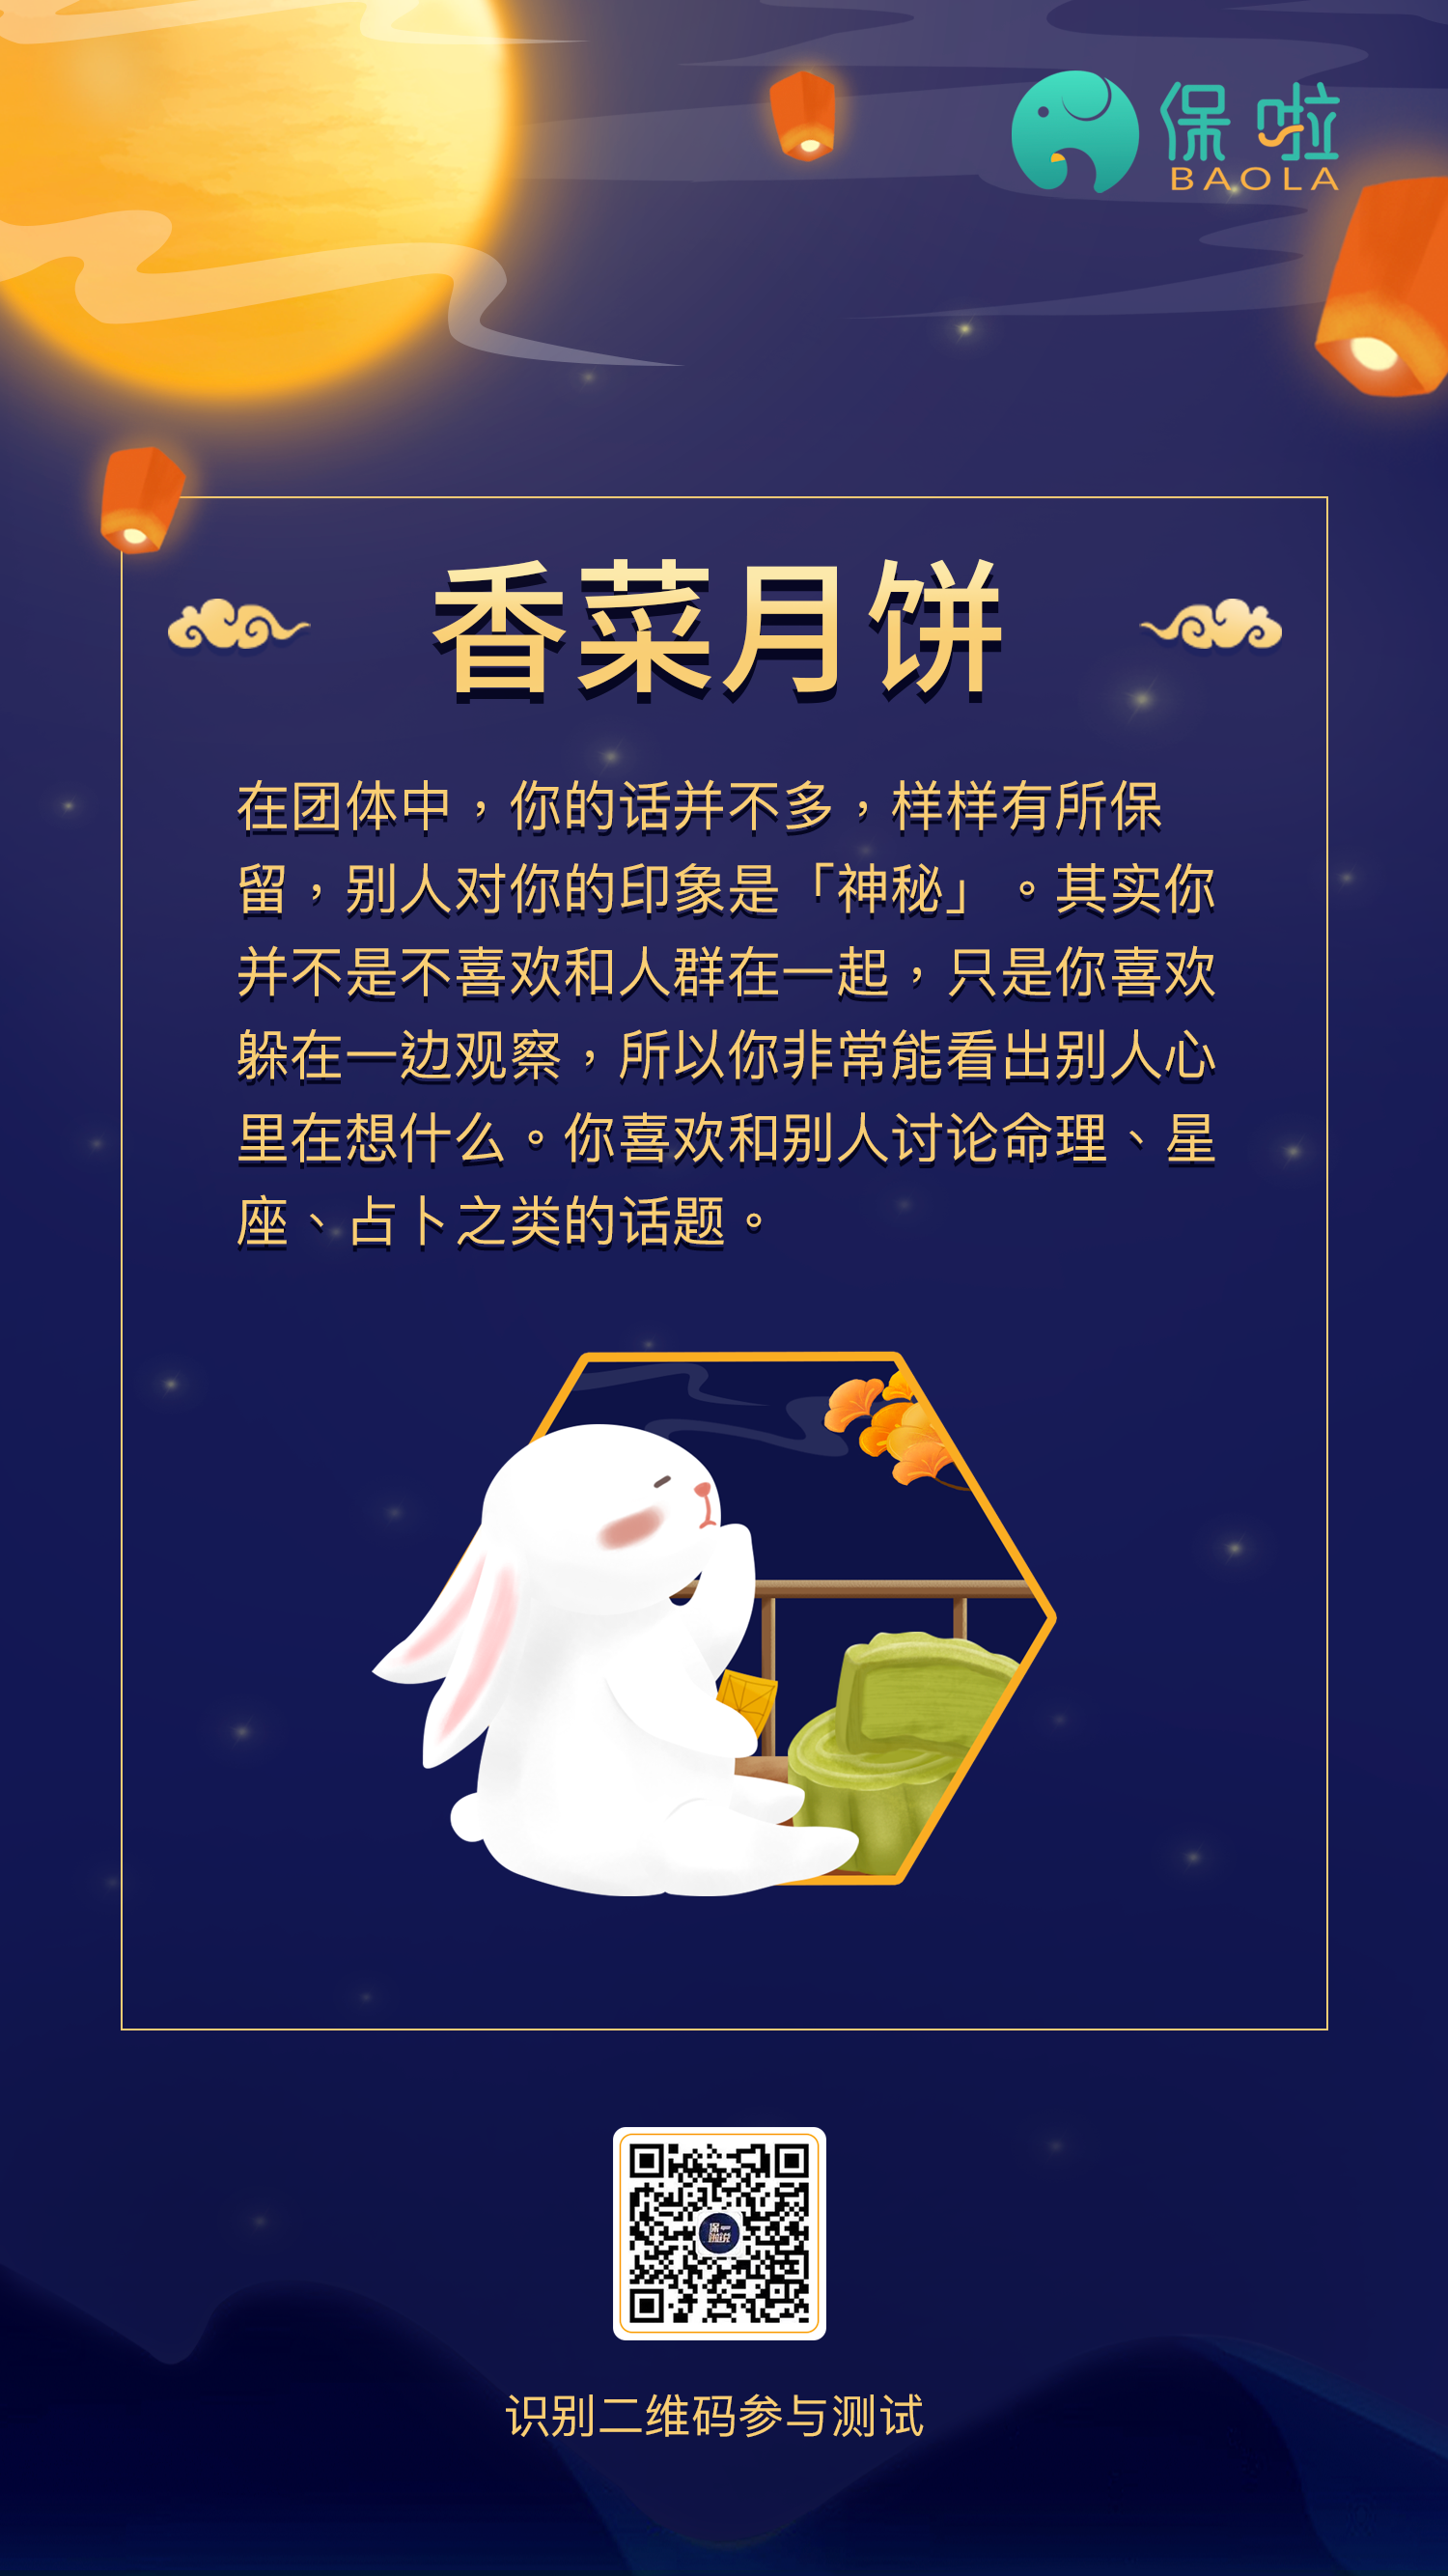 保啦
BAOLA
香菜月饼
在团体中，你的话并不多，样样有所保
留，别人对你的印象是「神秘」。其实你
并不是不喜欢和人群在一起，只是你喜欢
躲在一边观察，所以你非常能看出别人心
里在想什么。你喜欢和别人讨论命理、星
座、占卜之类的话题。
识别二维码参与测试